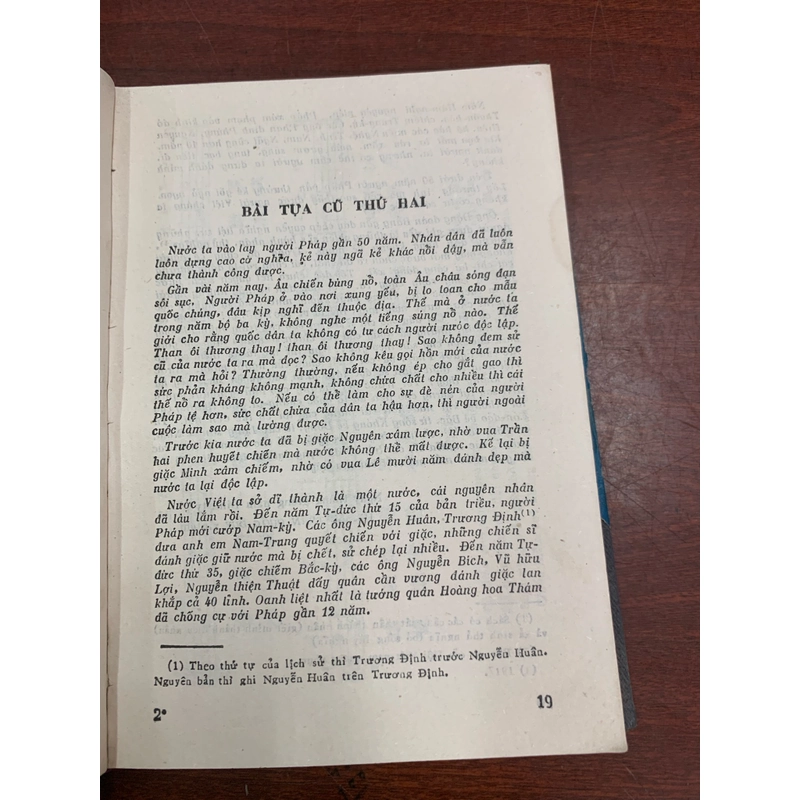 BÀI TỰA CŨ THỨ HAI
Nước ta vào tay người Pháp gần 50 năm. Nhân dân đã luôn
luôn dựng cao cờ nghĩa, kẻ này ngã kẻ khác nổi dậy, mà vẫn
chưa thành công được.
Gần vài năm nay, Âu chiến bùng nổ, toàn Âu châu sóng đạn
sôi sục, Người Pháp ở vào nơi xung yếu, bị lo toan cho mẫu
quốc chúng, đâu kịp nghĩ đến thuộc địa. Thế mà ở nước ta
trong năm bộ ba kỳ, không nghe một tiếng súng nổ nào. Thế
giới cho rằng quốc dân ta không có tư cách người nước độc lập.
Than ôi thương thay! than ôi thương thay! Sao không đem sử
cũ của nước ta ra mà đọc? Sao không kêu gọi hồn mới của nước
ta ra mà hỏi? Thường thường, nếu không ép cho gắt gao thì
sức phản kháng không mạnh, không chứa chất cho nhiều thì cái
thế nổ ra không to. Nếu có thể làm cho sự đè nén của người
Pháp tệ hơn, sức chất chứa của dân ta hậu hơn, thì người ngoài
cuộc làm sao mà lường được.
Trước kia nước ta đã bị giặc Nguyên xâm lược, nhờ vua Trần
hai phen huyết chiến mà nước không thể mất được. Kế lại bị
giặc Minh xâm chiếm, nhờ có vua Lê mười năm đánh dẹp mà
nước ta lại độc lập.
Nước Việt ta sở dĩ thành là một nước, cái nguyên nhân
đã lâu lắm rồi. Đến năm Tự-đức thứ 15 của bản triều, người
Pháp mới cướp Nam-kỳ. Các ông Nguyễn Huân, Trương Định(1)
đưa anh em Nam-Trung quyết chiến với giặc, những chiến sĩ
đánh giặc giữ nước mà bị chết, sử chép lại nhiều. Đến năm Tự-
đức thứ 35, giặc chiếm Bắc-kỳ, các ông Nguyễn Bích, Vũ hữu
Lợi, Nguyễn thiện Thuật dấy quân cần vương đánh giặc lan
khắp cả 40 tỉnh. Oanh liệt nhất là tướng quân Hoàng hoa Thám
đã chống cự với Pháp gần 12 năm.
(1) Theo thứ tự của lịch sử thì Trương Định trước Nguyễn Huân.
Nguyên bản thì ghi Nguyễn Huân trên Trương Định.
2*
19